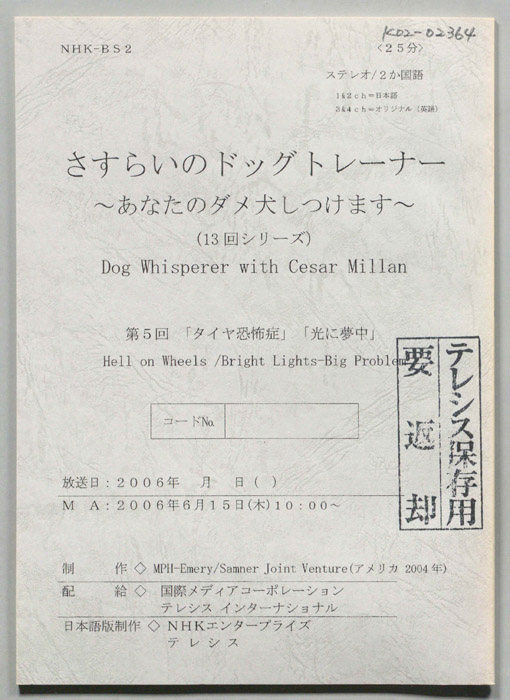 K02-02364
NHK-BS2
〈25分〉
ステレオ/2か国語
1&2ch=日本語
3&4ch=オリジナル（英語）
さすらいのドッグトレーナー
～あなたのダメ犬しつけます～
(13回シリーズ)
Dog Whisperer with Cesar Millan
第5回 「タイヤ恐怖症」「光に夢中」
Hell on Wheels /Bright Lights-Big Problem
コードNo.
テレシス保存用
要返却
放送日：2006年 月 日( )
M A：2006年6月15日(木)10：00～
制 作 ◇ MPH-Emery/Samner Joint Venture(アメリカ 2004年)
配 給 ◇ 国際メディアコーポレーション
テレシス インターナショナル
日本語版制作 ◇ NHKエンタープライズ
テレシス